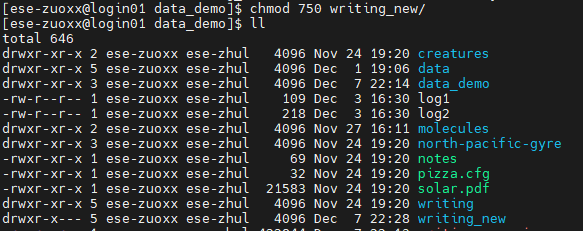 [ese-zuoxx@login01 data_demo]$ chmod 750 writing_new/
[ese-zuoxx@login01 data_demo]$ ll
total 646
drwxr-xr-x 2 ese-zuoxx ese-zhul  4096 Nov 24 19:20 creatures
drwxr-xr-x 5 ese-zuoxx ese-zhul  4096 Dec  1 19:06 data
drwxr-xr-x 3 ese-zuoxx ese-zhul  4096 Dec  7 22:14 data_demo
-rw-r--r-- 1 ese-zuoxx ese-zhul   109 Dec  3 16:30 log1
-rw-r--r-- 1 ese-zuoxx ese-zhul   218 Dec  3 16:30 log2
drwxr-xr-x 2 ese-zuoxx ese-zhul  4096 Nov 27 16:11 molecules
drwxr-xr-x 3 ese-zuoxx ese-zhul  4096 Nov 24 19:20 north-pacific-gyre
-rwxr-xr-x 1 ese-zuoxx ese-zhul    69 Nov 24 19:20 notes
-rwxr-xr-x 1 ese-zuoxx ese-zhul    32 Nov 24 19:20 pizza.cfg
-rwxr-xr-x 1 ese-zuoxx ese-zhul 21583 Nov 24 19:20 solar.pdf
drwxr-xr-x 5 ese-zuoxx ese-zhul  4096 Nov 24 19:20 writing
drwxr-x--- 5 ese-zuoxx ese-zhul  4096 Dec  7 22:28 writing_new